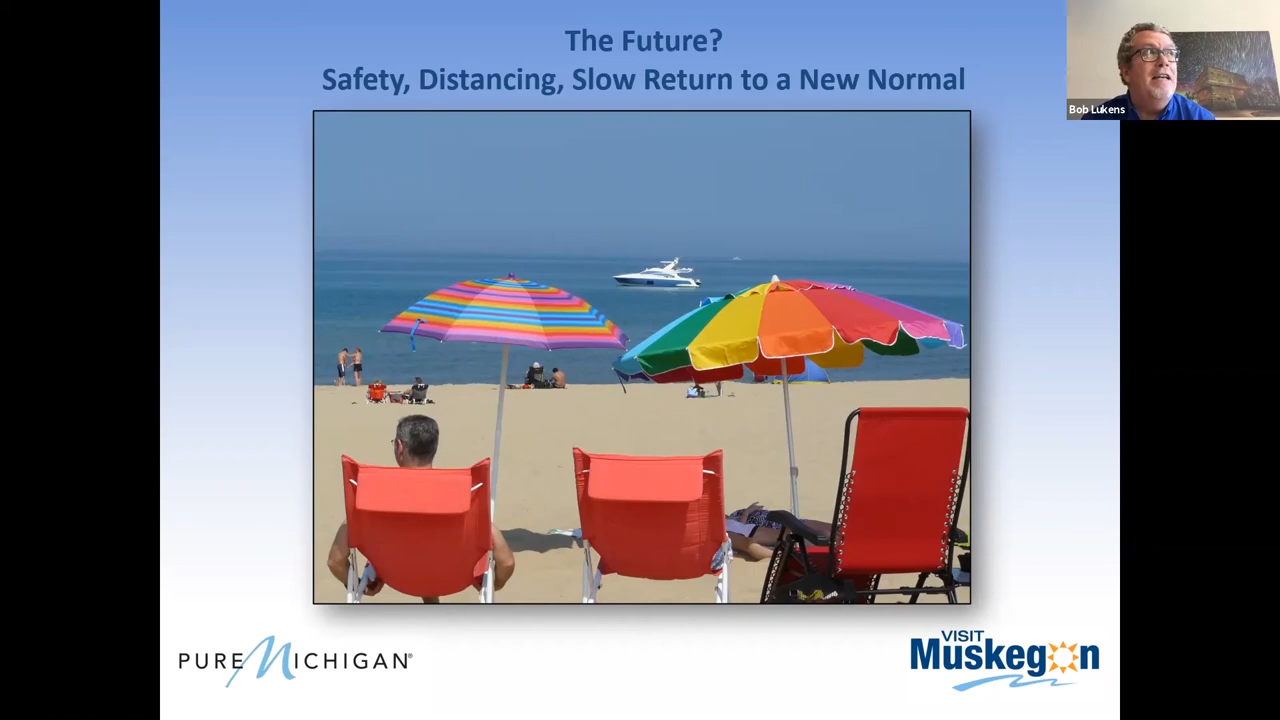 The Future?
Safety, Distancing, Slow Return to a New Normal
Bob Lukens
PURE MICHIGAN®
VISIT
Muskegon